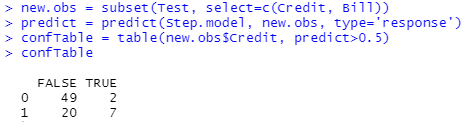 > new.obs = subset(Test, select=c(Credit, Bill))
> predict = predict(step.model, new.obs, type='response')
> confTable = table(new.obs$Credit, predict>0.5)
> confTable
FALSE TRUE
0 49 2
1 20 7